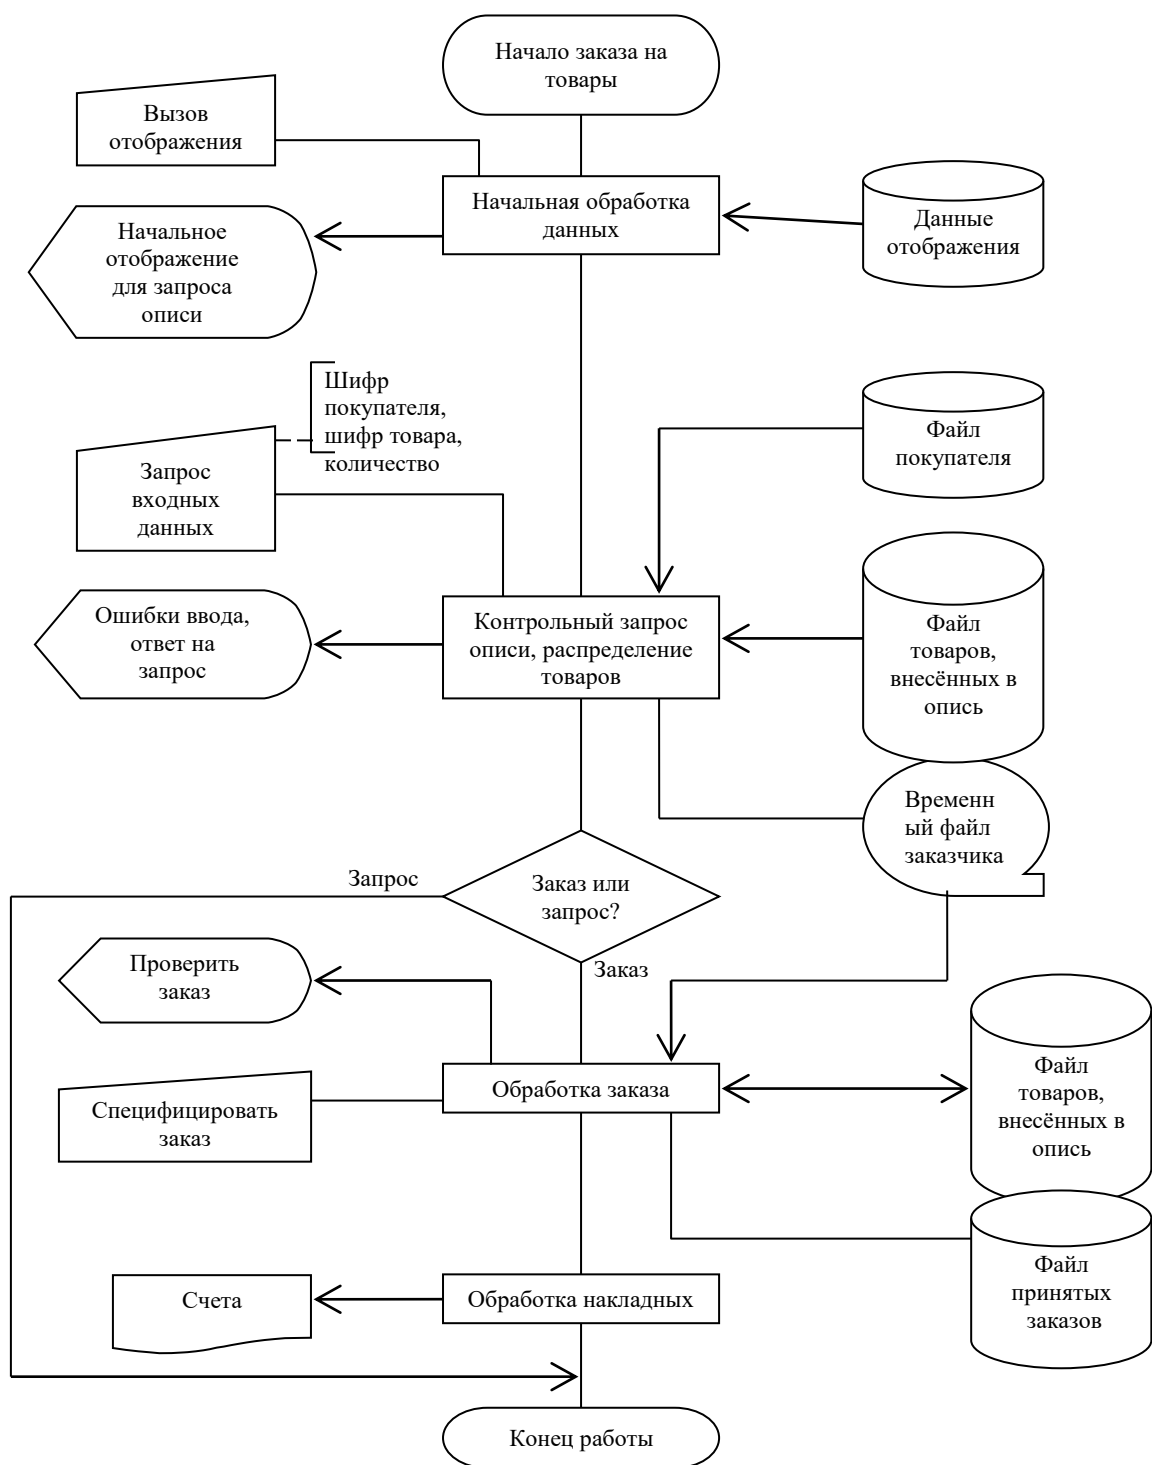 Начало заказа на
товары
Вызов
отображения
Начальная обработка
данных
Данные
отображения
Начальное
отображение
для запроса
описи
Шифр
покупателя,
шифр товара,
количество
Файл
покупателя
Запрос
входных
данных
Ошибки ввода,
ответ на
запрос
Контрольный запрос
описи, распределение
товаров
Файл
товаров,
внесённых в
опись
Временн
ый файл
заказчика
Запрос
Заказ или
запрос?
Заказ
Проверить
заказ
Обработка заказа
Файл
товаров,
внесённых в
опись
Специфицировать
заказ
Файл
принятых
заказов
Счета
Обработка накладных
Конец работы